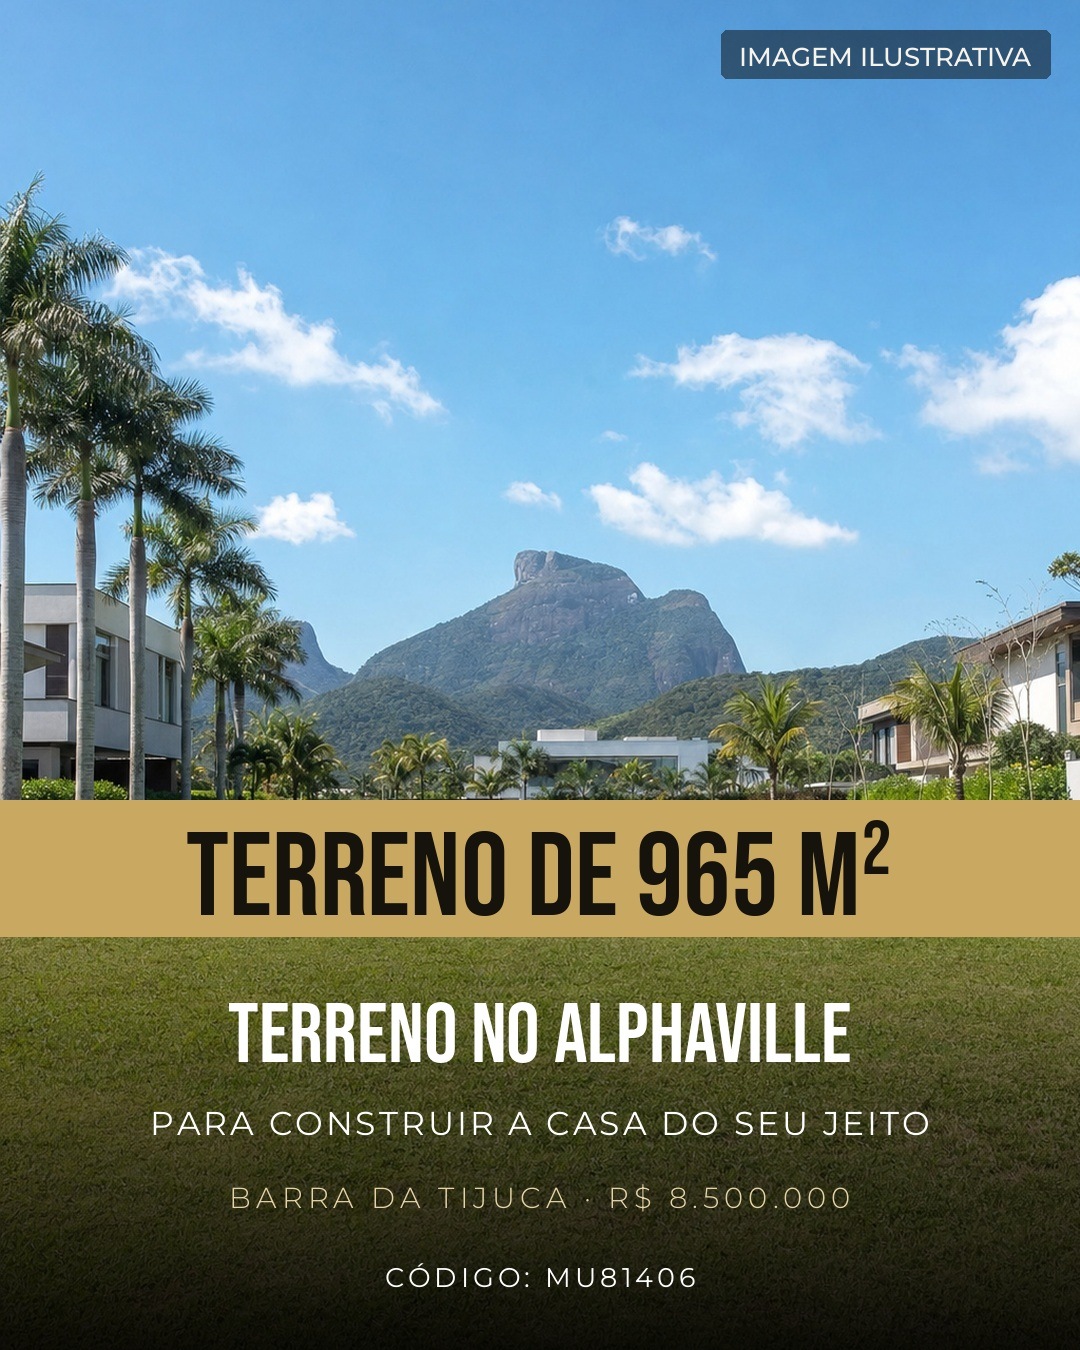 IMAGEM ILUSTRATIVA
TERRENO DE 965 M²
TERRENO NO ALPHAVILLE
PARA CONSTRUIR A CASA DO SEU JEITO
BARRA DA TIJUCA · R$ 8.500.000
CÓDIGO: MU81406